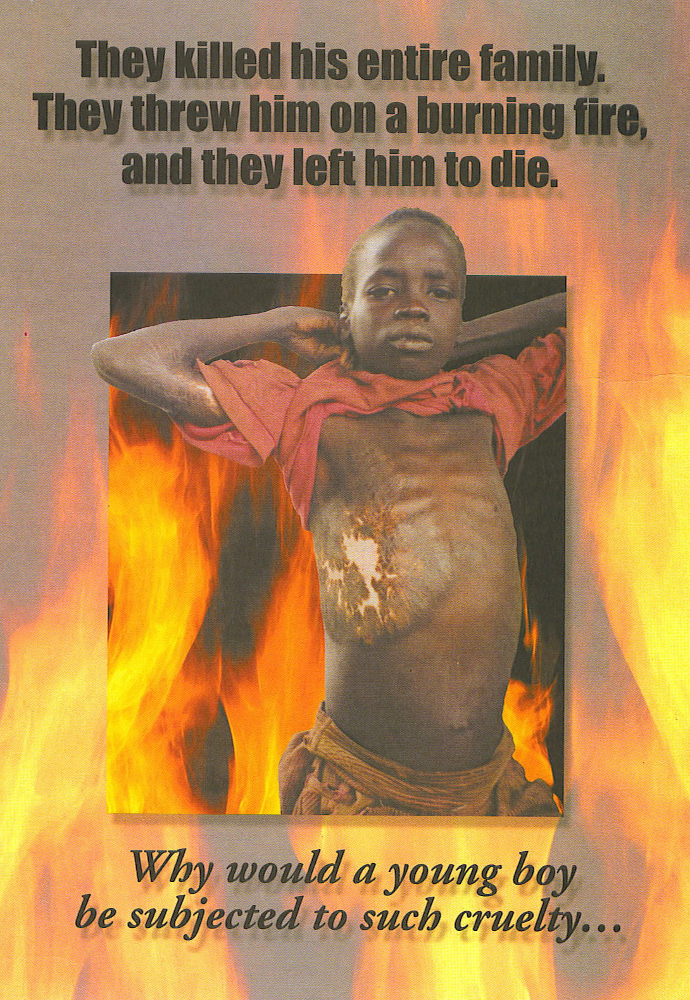 They killed his entire family.
They threw him on a burning fire,
and they left him to die.
Why would a young boy
be subjected to such cruelty...